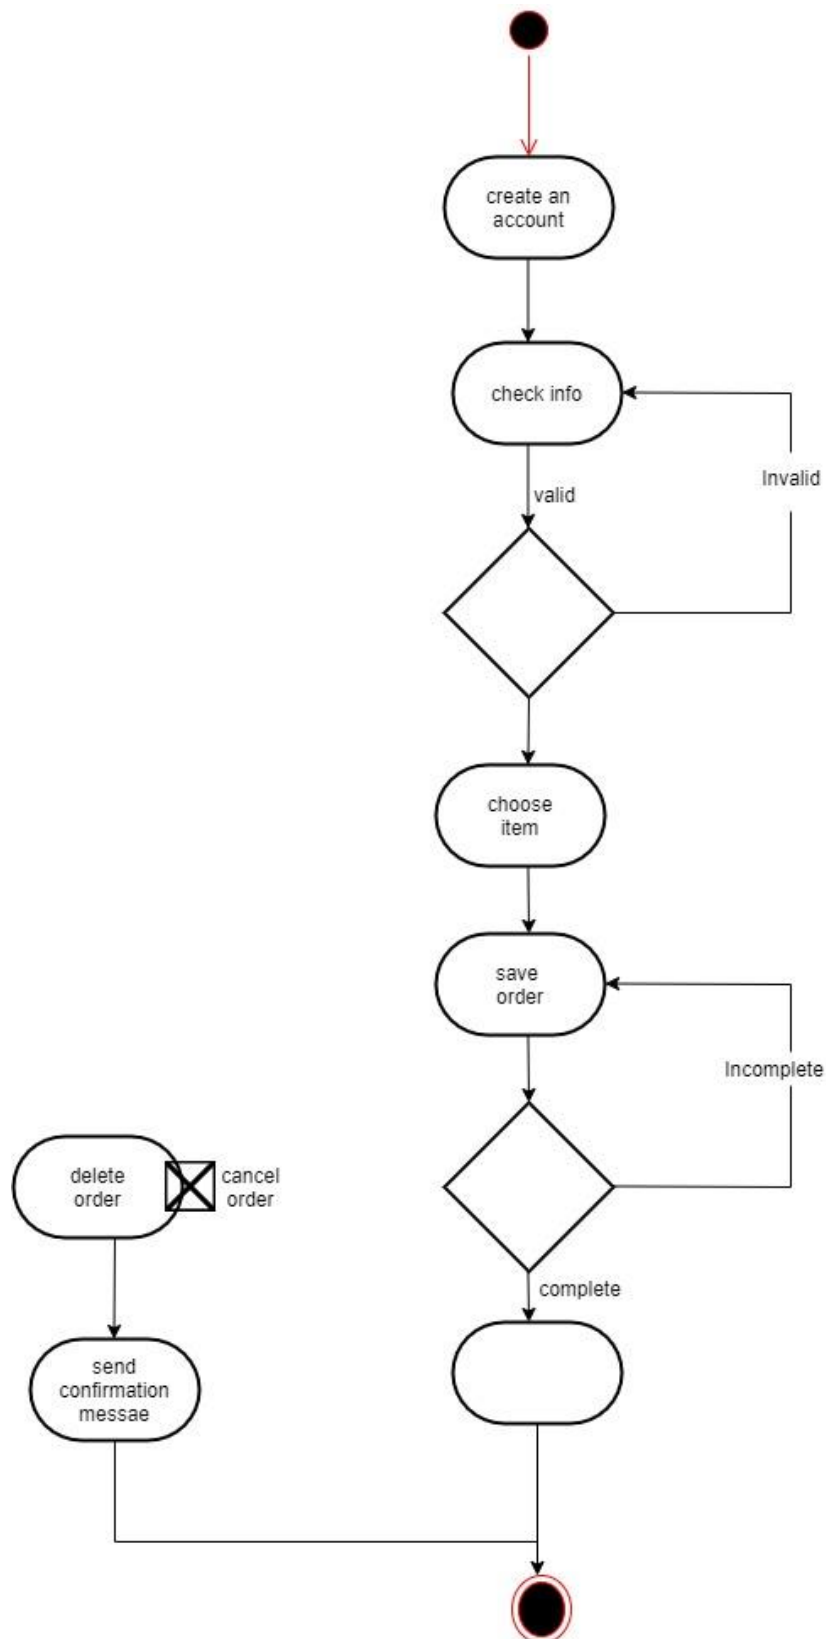 create an
account
check info
Invalid
valid
choose
item
save
order
Incomplete
delete
order
cancel
order
complete
send
confirmation
messae